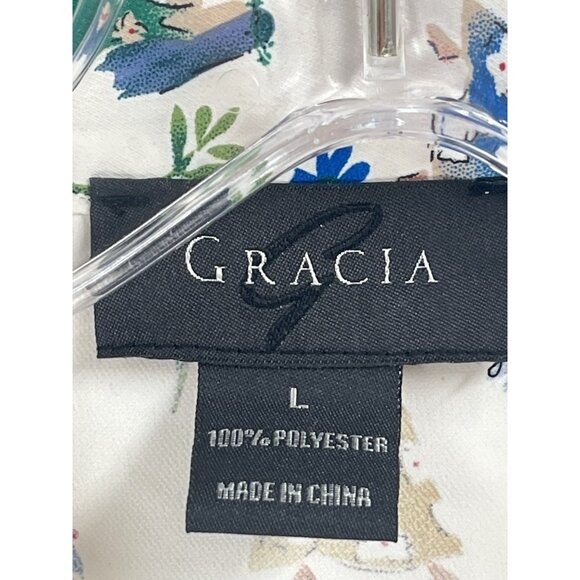 GRACIA
L
100% POLYESTER
MADE IN CHINA